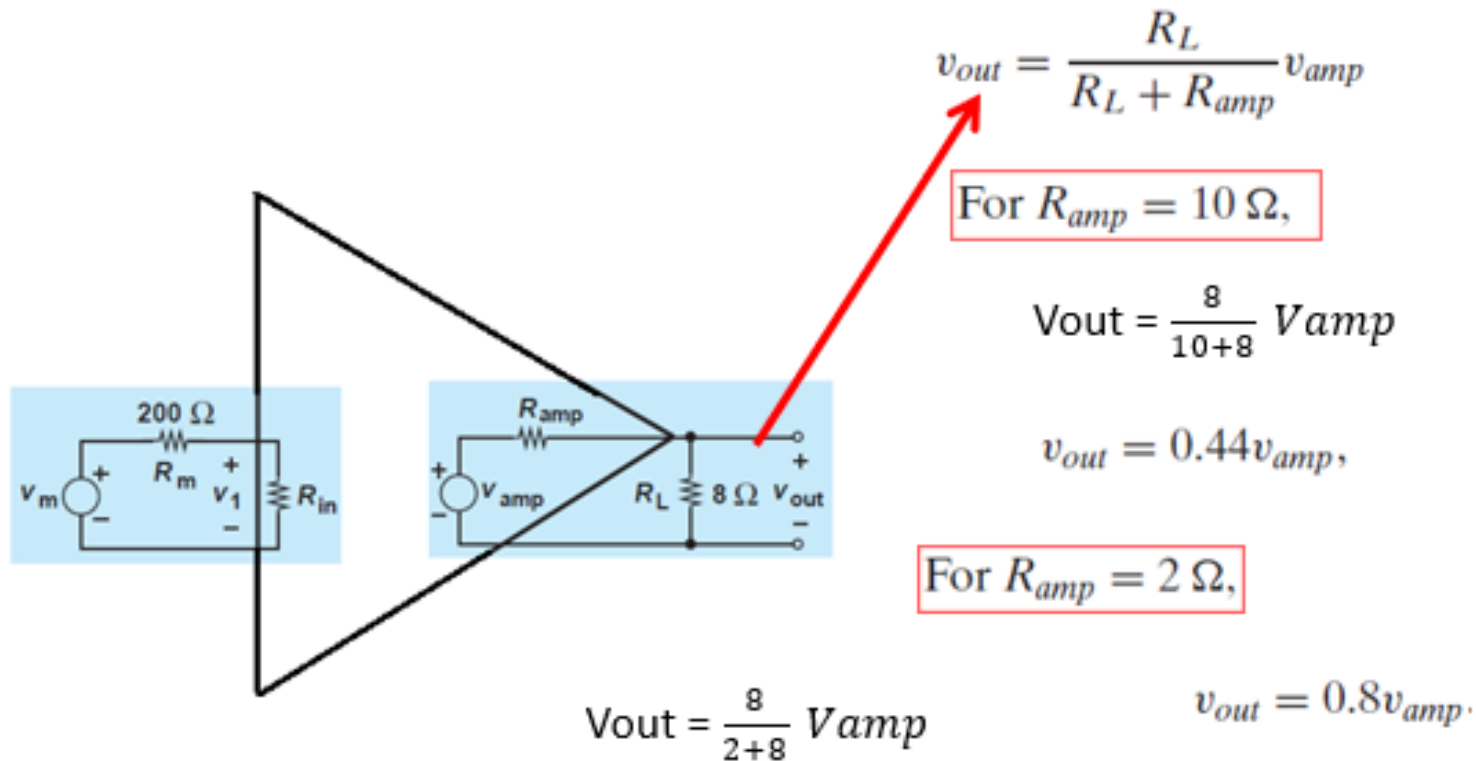 v_out = R_L / (R_L + R_amp) v_amp
For R_amp = 10 Ω,
Vout = 8 / (10+8) Vamp
v_out = 0.44v_amp,
For R_amp = 2 Ω,
v_out = 0.8v_amp.
Vout = 8 / (2+8) Vamp
200 Ω
R_m
v_m
+
−
+
v_1
−
R_in
R_amp
+
−
v_amp
R_L
8 Ω
+
v_out
−